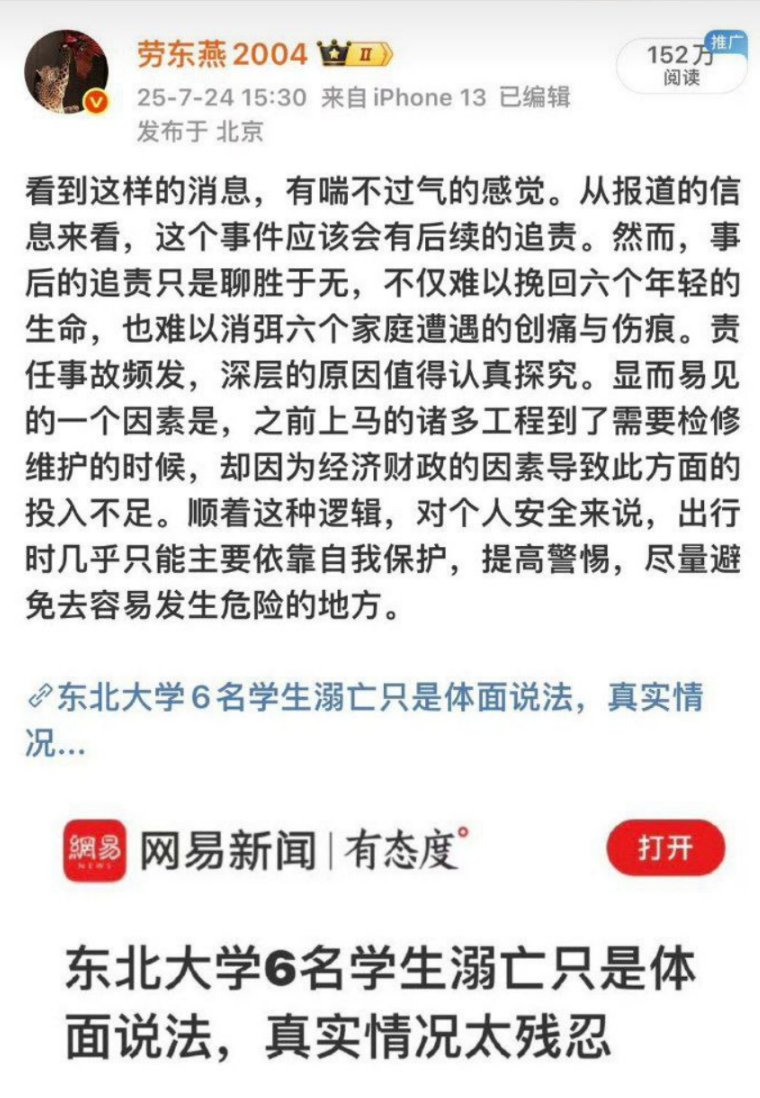 劳东燕2004 II
推广
152万
阅读
25-7-24 15:30 来自 iPhone 13 已编辑
发布于 北京
看到这样的消息，有喘不过气的感觉。从报道的信
息来看，这个事件应该会有后续的追责。然而，事
后的追责只是聊胜于无，不仅难以挽回六个年轻的
生命，也难以消弭六个家庭遭遇的创痛与伤痕。责
任事故频发，深层的原因值得认真探究。显而易见
的一个因素是，之前上马的诸多工程到了需要检修
维护的时候，却因为经济财政的因素导致此方面的
投入不足。顺着这种逻辑，对个人安全来说，出行
时几乎只能主要依靠自我保护，提高警惕，尽量避
免去容易发生危险的地方。
东北大学6名学生溺亡只是体面说法，真实情
况...
網易 NEWS 网易新闻 | 有态度° 打开
东北大学6名学生溺亡只是体
面说法，真实情况太残忍